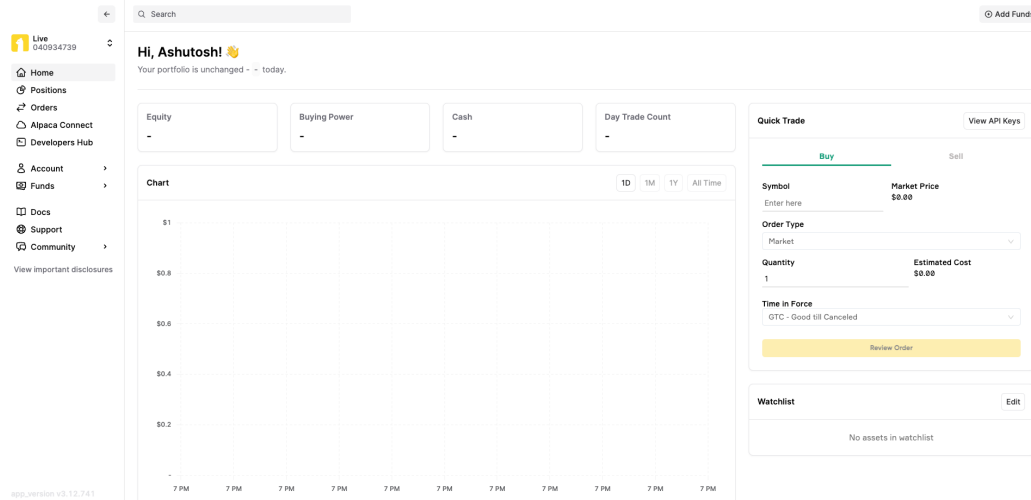 Search
Add Funds
Live
040934739
Home
Positions
Orders
Alpaca Connect
Developers Hub
Account
Funds
Docs
Support
Community
View important disclosures
app_version v3.12.741
Hi, Ashutosh! 👋
Your portfolio is unchanged - - today.
Equity
-
Buying Power
-
Cash
-
Day Trade Count
-
Chart
1D 1M 1Y All Time
$1
$0.8
$0.6
$0.4
$0.2
-
7 PM 7 PM 7 PM 7 PM 7 PM 7 PM 7 PM 7 PM 7 PM 7 PM 7 PM
Quick Trade
View API Keys
Buy Sell
Symbol
Enter here
Market Price
$0.00
Order Type
Market
Quantity
1
Estimated Cost
$0.00
Time in Force
GTC - Good till Canceled
Review Order
Watchlist
Edit
No assets in watchlist